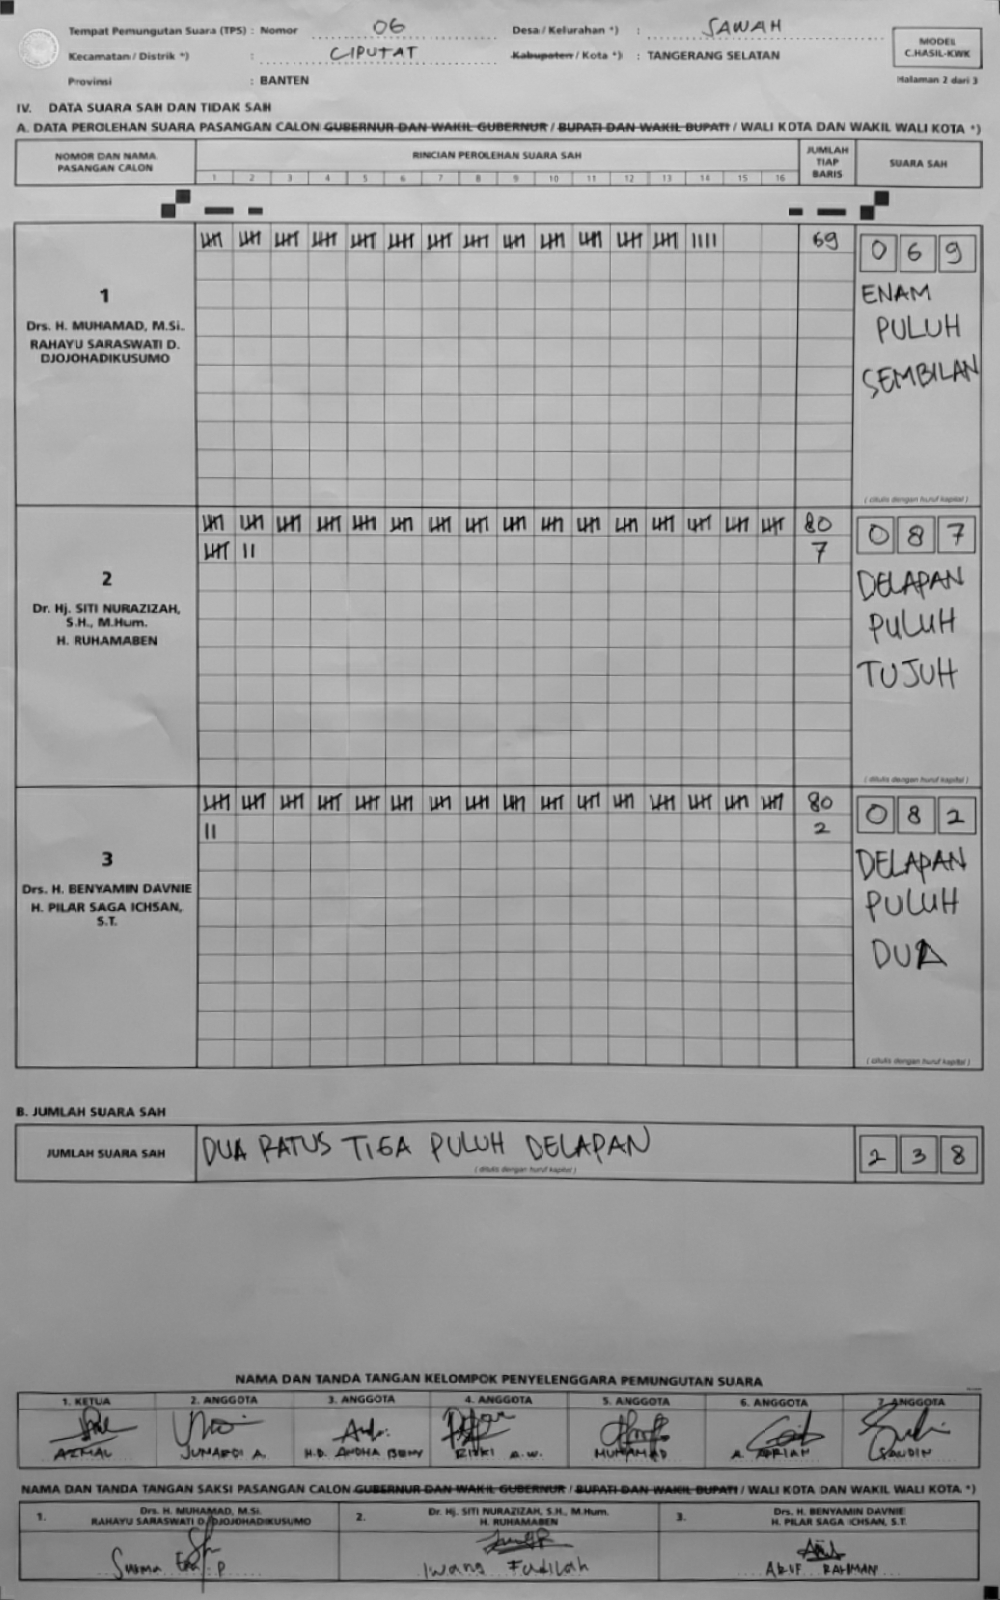 Tempat Pemungutan Suara (TPS) : Nomor 06 Desa / Kelurahan *) : SAWAH
Kecamatan / Distrik *) : CIPUTAT Kabupaten / Kota *) : TANGERANG SELATAN
Provinsi : BANTEN
MODEL
C.HASIL-KWK
Halaman 2 dari 3
IV. DATA SUARA SAH DAN TIDAK SAH
A. DATA PEROLEHAN SUARA PASANGAN CALON GUBERNUR DAN WAKIL GUBERNUR / BUPATI DAN WAKIL BUPATI / WALI KOTA DAN WAKIL WALI KOTA *)
NOMOR DAN NAMA PASANGAN CALON
RINCIAN PEROLEHAN SUARA SAH
1 2 3 4 5 6 7 8 9 10 11 12 13 14 15 16
JUMLAH TIAP BARIS
SUARA SAH
1
Drs. H. MUHAMAD, M.Si.
RAHAYU SARASWATI D.
DJOJOHADIKUSUMO
69
0 6 9
ENAM
PULUH
SEMBILAN
(ditulis dengan huruf kapital)
2
Dr. Hj. SITI NURAZIZAH,
S.H., M.Hum.
H. RUHAMABEN
80
7
0 8 7
DELAPAN
PULUH
TUJUH
(ditulis dengan huruf kapital)
3
Drs. H. BENYAMIN DAVNIE
H. PILAR SAGA ICHSAN,
S.T.
80
2
0 8 2
DELAPAN
PULUH
DUA
(ditulis dengan huruf kapital)
B. JUMLAH SUARA SAH
JUMLAH SUARA SAH
DUA RATUS TIGA PULUH DELAPAN
(ditulis dengan huruf kapital)
2 3 8
NAMA DAN TANDA TANGAN KELOMPOK PENYELENGGARA PEMUNGUTAN SUARA
1. KETUA 2. ANGGOTA 3. ANGGOTA 4. ANGGOTA 5. ANGGOTA 6. ANGGOTA 7. ANGGOTA
AZMAL JUNAEDI A. RIZKI A.W. MUHAMAD A. ADRIAN SAUDIN
NAMA DAN TANDA TANGAN SAKSI PASANGAN CALON GUBERNUR DAN WAKIL GUBERNUR / BUPATI DAN WAKIL BUPATI / WALI KOTA DAN WAKIL WALI KOTA *)
1. Drs. H. MUHAMAD, M.Si.
RAHAYU SARASWATI D. DJOJOHADIKUSUMO
2. Dr. Hj. SITI NURAZIZAH, S.H., M.Hum.
H. RUHAMABEN
3. Drs. H. BENYAMIN DAVNIE
H. PILAR SAGA ICHSAN, S.T.
Iwang Fadilah
ARIF RAHMAN